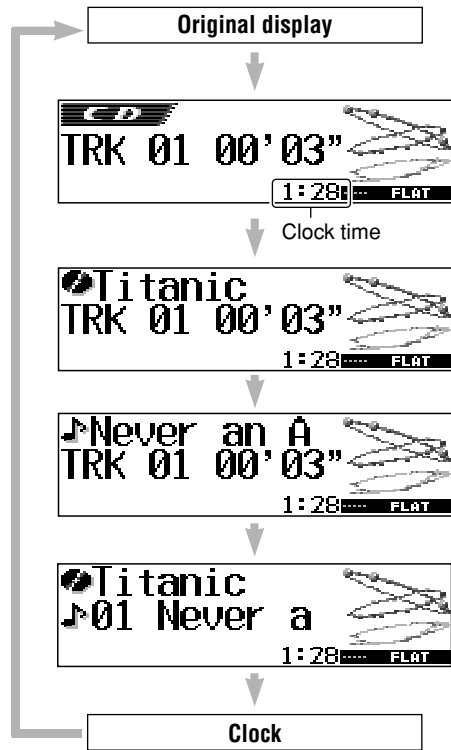 Original display
CD
TRK 01 00'03"
1:28 FLAT
Clock time
Titanic
TRK 01 00'03"
1:28 FLAT
Never an A
TRK 01 00'03"
1:28 FLAT
Titanic
01 Never a
1:28 FLAT
Clock